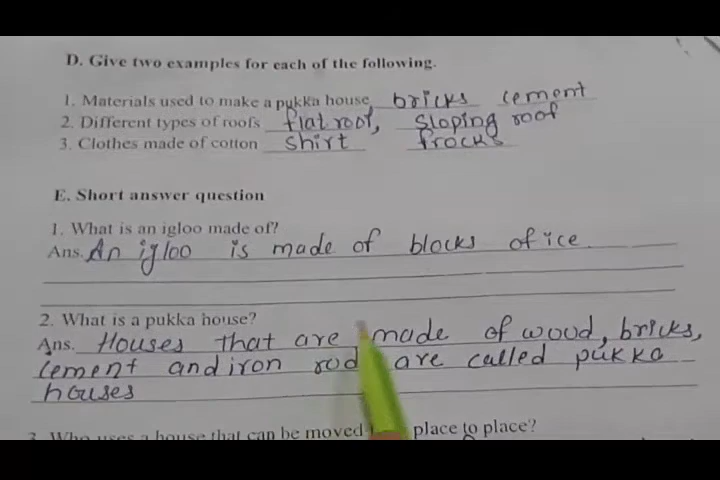 D. Give two examples for each of the following.
1. Materials used to make a pukka house bricks cement
2. Different types of roofs flat roof, sloping roof
3. Clothes made of cotton shirt frocks
E. Short answer question
1. What is an igloo made of?
Ans. An igloo is made of blocks of ice
2. What is a pukka house?
Ans. Houses that are made of wood, bricks,
cement and iron rod are called pukka
houses
3. Who uses a house that can be moved place to place?